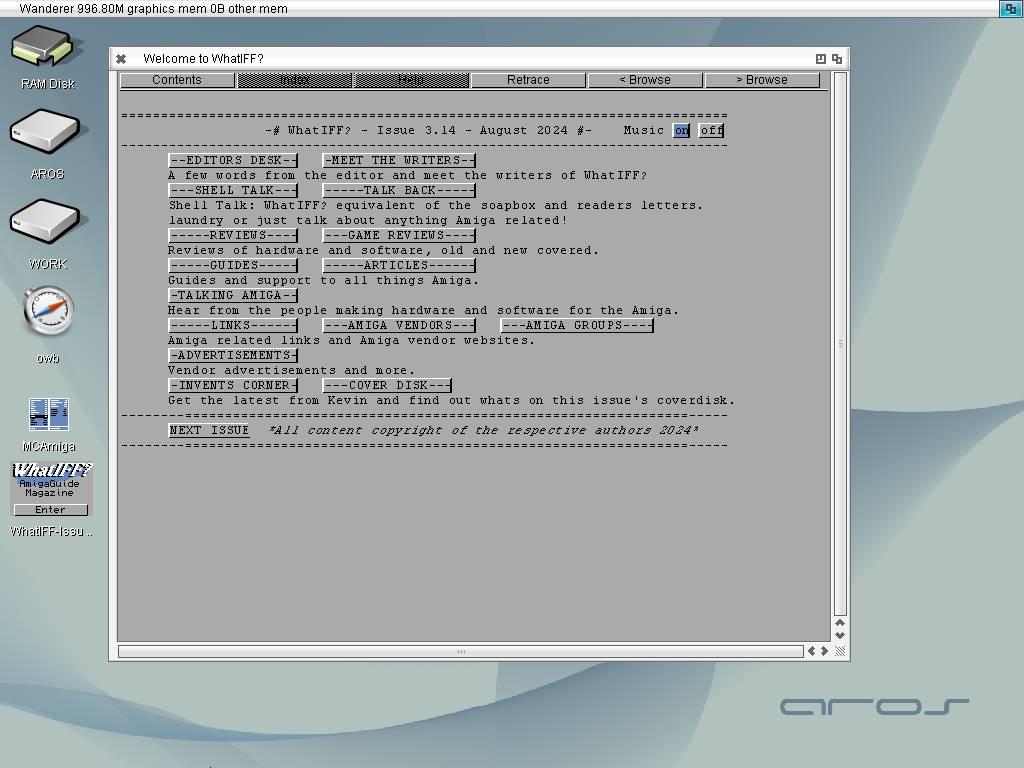 Wanderer 996.80M graphics mem 0B other mem
RAM Disk
AROS
WORK
owb
MCAmiga
WhatIFF?
AmigaGuide
Magazine
Enter
WhatIFF-Issu ..
Welcome to WhatIFF?
Contents Index Help Retrace < Browse > Browse
-# WhatIFF? - Issue 3.14 - August 2024 #- Music on off
--EDITORS DESK-- -MEET THE WRITERS--
A few words from the editor and meet the writers of WhatIFF?
---SHELL TALK--- -----TALK BACK-----
Shell Talk: WhatIFF? equivalent of the soapbox and readers letters.
laundry or just talk about anything Amiga related!
-----REVIEWS---- ---GAME REVIEWS----
Reviews of hardware and software, old and new covered.
-----GUIDES----- -----ARTICLES------
Guides and support to all things Amiga.
-TALKING AMIGA--
Hear from the people making hardware and software for the Amiga.
-----LINKS------ ---AMIGA VENDORS--- ---AMIGA GROUPS----
Amiga related links and Amiga vendor websites.
-ADVERTISEMENTS-
Vendor advertisements and more.
-INVENTS CORNER- ---COVER DISK---
Get the latest from Kevin and find out whats on this issue's coverdisk.
NEXT ISSUE *All content copyright of the respective authors 2024*
aros